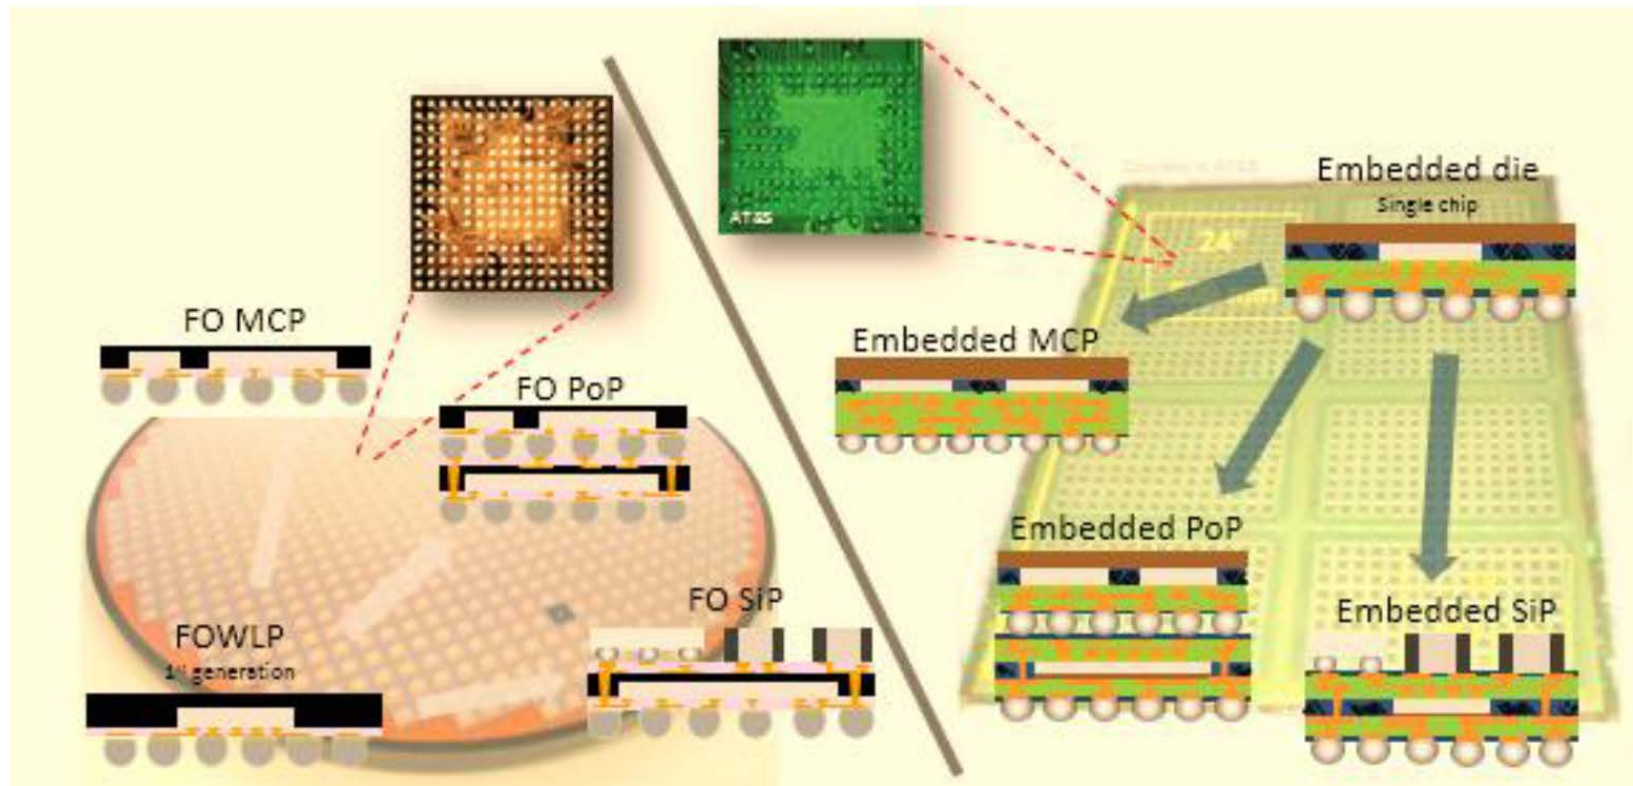 FO MCP
FO PoP
FO SiP
FOWLP
1st generation
AT&S
24"
Embedded die
Single chip
Embedded MCP
Embedded PoP
Embedded SiP